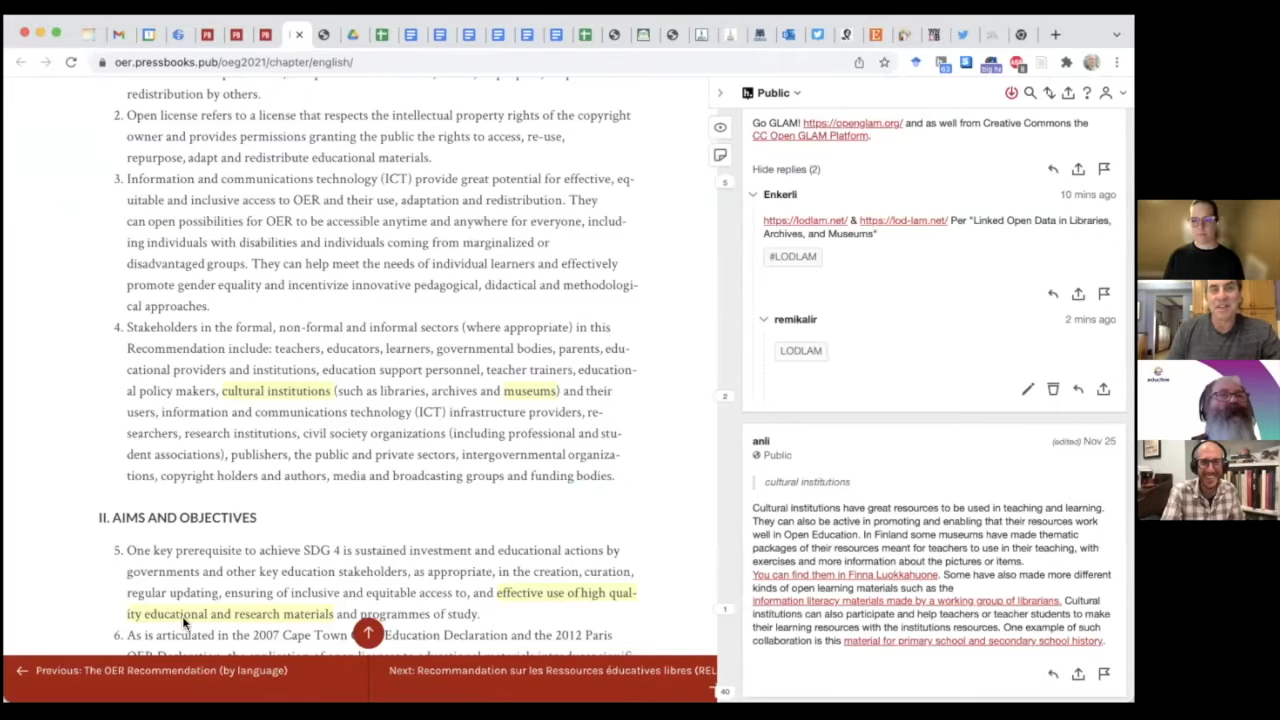 oer.pressbooks.pub/oeg2021/chapter/english/
63
big fis
8
redistribution by others.
2. Open license refers to a license that respects the intellectual property rights of the copyright
owner and provides permissions granting the public the rights to access, re-use,
repurpose, adapt and redistribute educational materials.
3. Information and communications technology (ICT) provide great potential for effective, eq-
uitable and inclusive access to OER and their use, adaptation and redistribution. They
can open possibilities for OER to be accessible anytime and anywhere for everyone, includ-
ing individuals with disabilities and individuals coming from marginalized or
disadvantaged groups. They can help meet the needs of individual learners and effectively
promote gender equality and incentivize innovative pedagogical, didactical and methodologi-
cal approaches.
4. Stakeholders in the formal, non-formal and informal sectors (where appropriate) in this
Recommendation include: teachers, educators, learners, governmental bodies, parents, edu-
cational providers and institutions, education support personnel, teacher trainers, education-
al policy makers, cultural institutions (such as libraries, archives and museums) and their
users, information and communications technology (ICT) infrastructure providers, re-
searchers, research institutions, civil society organizations (including professional and stu-
dent associations), publishers, the public and private sectors, intergovernmental organiza-
tions, copyright holders and authors, media and broadcasting groups and funding bodies.
II. AIMS AND OBJECTIVES
5. One key prerequisite to achieve SDG 4 is sustained investment and educational actions by
governments and other key education stakeholders, as appropriate, in the creation, curation,
regular updating, ensuring of inclusive and equitable access to, and effective use of high qual-
ity educational and research materials and programmes of study.
6. As is articulated in the 2007 Cape Town Education Declaration and the 2012 Paris
← Previous: The OER Recommendation (by language)
Next: Recommandation sur les Ressources éducatives libres (REL
Public
5
2
1
40
Go GLAM! https://openglam.org/ and as well from Creative Commons the
CC Open GLAM Platform.
Hide replies (2)
Enkerli 10 mins ago
https://lodlam.net/ & https://lod-lam.net/ Per "Linked Open Data in Libraries,
Archives, and Museums"
#LODLAM
remikalir 2 mins ago
LODLAM
anli (edited) Nov 25
Public
cultural institutions
Cultural institutions have great resources to be used in teaching and learning.
They can also be active in promoting and enabling that their resources work
well in Open Education. In Finland some museums have made thematic
packages of their resources meant for teachers to use in their teaching, with
exercises and more information about the pictures or items.
You can find them in Finna Luokkahuone. Some have also made more different
kinds of open learning materials such as the
information literacy materials made by a working group of librarians. Cultural
institutions can also participate and help teachers or teacher students to make
their learning resources with the institutions resources. One example of such
collaboration is this material for primary school and secondary school history.
eductive